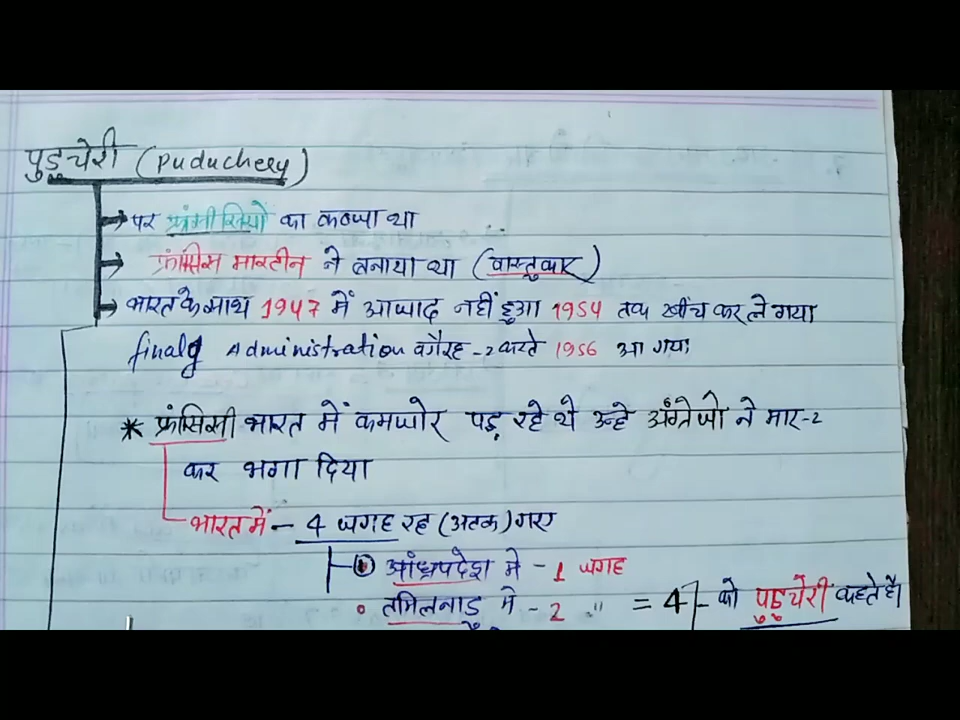 पुडुचेरी (Puducheey)
पर फ्रांसीसियों का कब्जा था
फ्रंसिस मारटीन ने बनाया था (वास्तुकार)
भारत के साथ 1947 में आजाद नहीं हुआ 1954 तक खींच कर ले गया
finaly Administration वगैरह -2 करते 1956 आ गया
* फ्रंसिसी भारत में कमजोर पड़ रहे थे उन्हे अंग्रेजो ने मार-2
कर भगा दिया
भारत में - 4 जगह रह (अटक) गए
आंध्रप्रदेश मे - 1 जगह
तमिलनाडु मे - 2 " = 4 - को पुडुचेरी कहते है।